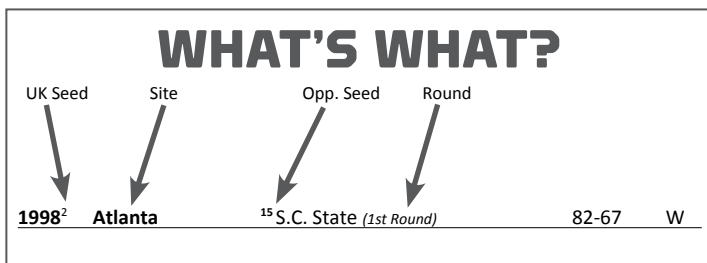 WHAT'S WHAT?
UK Seed Site Opp. Seed Round
1998² Atlanta ¹⁵S.C. State (1st Round) 82-67 W